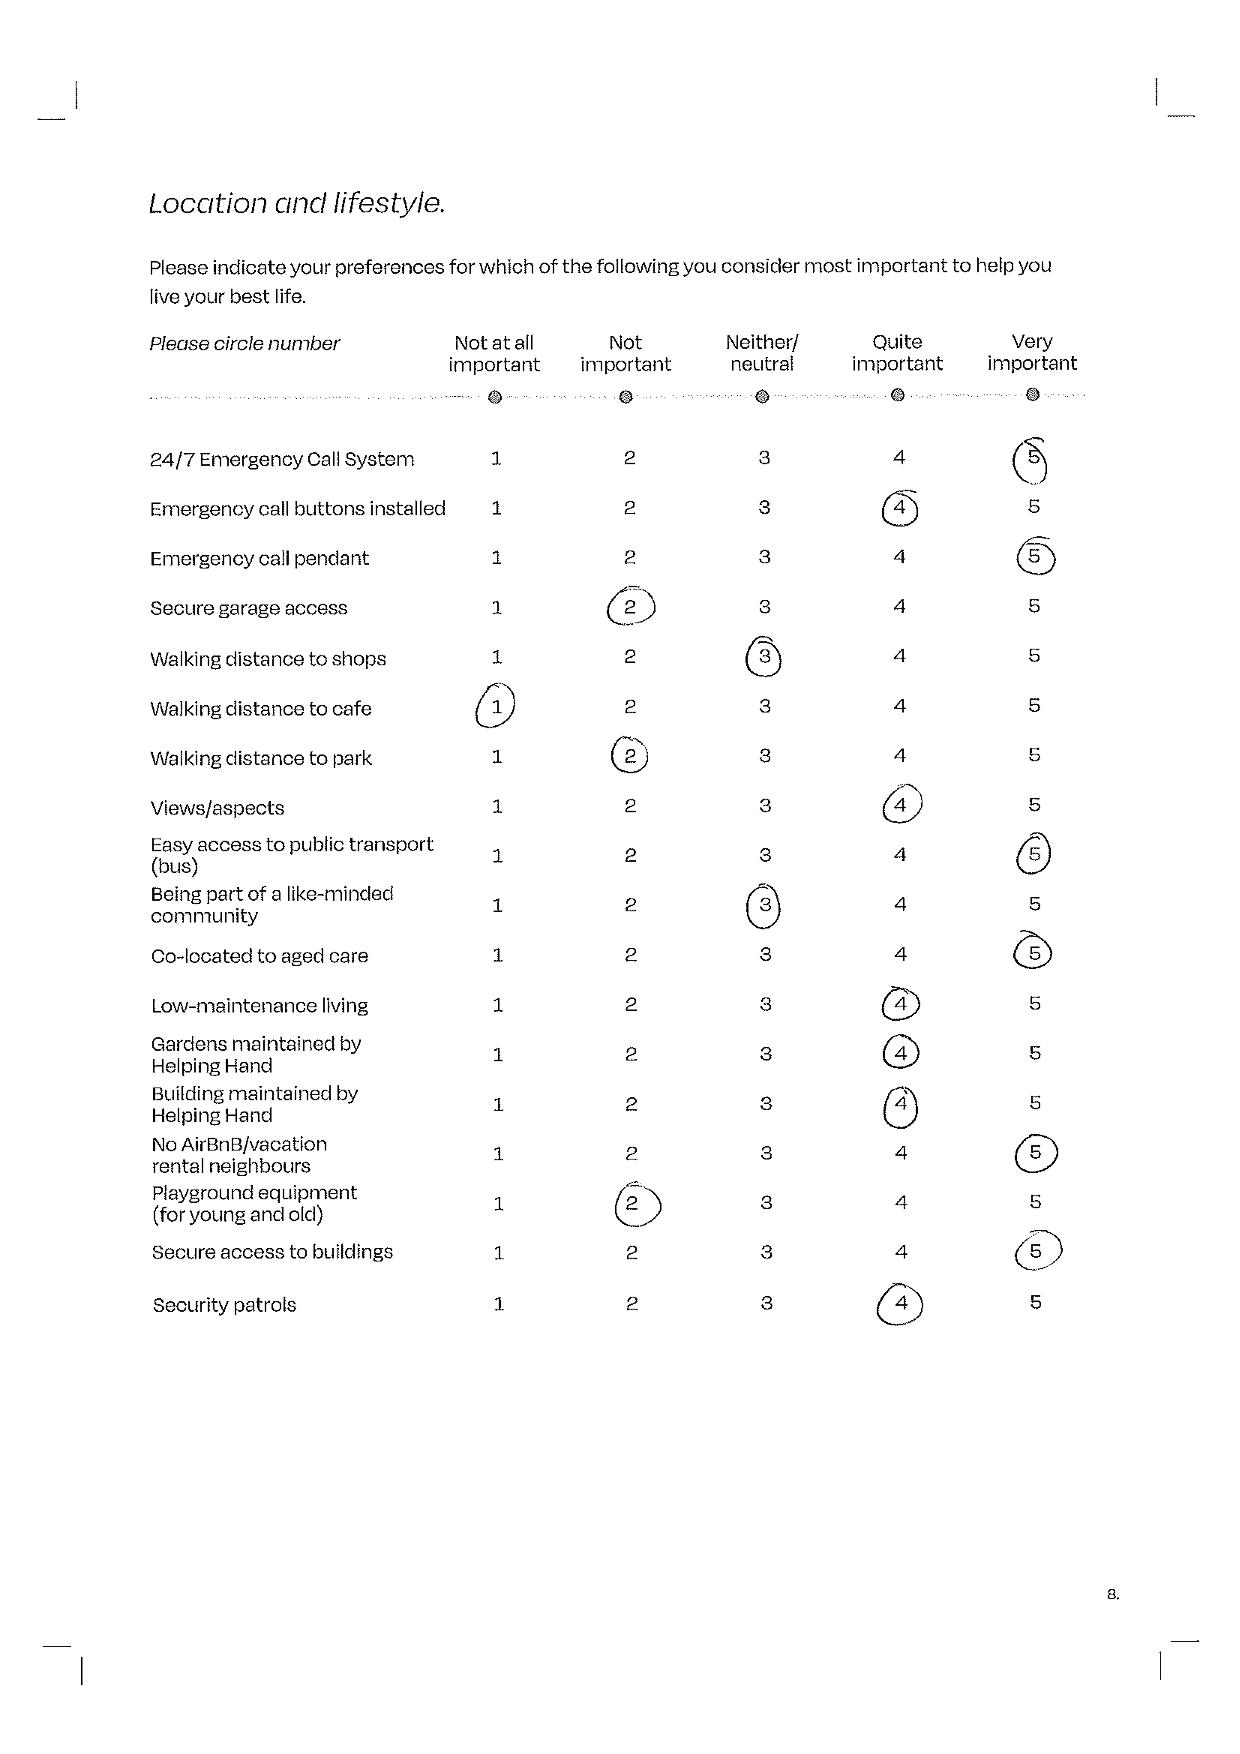 Location and lifestyle.
Please indicate your preferences for which of the following you consider most important to help you
live your best life.
Please circle number Not at all Not Neither/ Quite Very
important important neutral important important
24/7 Emergency Call System 1 2 3 4 5
Emergency call buttons installed 1 2 3 4 5
Emergency call pendant 1 2 3 4 5
Secure garage access 1 2 3 4 5
Walking distance to shops 1 2 3 4 5
Walking distance to cafe 1 2 3 4 5
Walking distance to park 1 2 3 4 5
Views/aspects 1 2 3 4 5
Easy access to public transport
(bus) 1 2 3 4 5
Being part of a like-minded
community 1 2 3 4 5
Co-located to aged care 1 2 3 4 5
Low-maintenance living 1 2 3 4 5
Gardens maintained by
Helping Hand 1 2 3 4 5
Building maintained by
Helping Hand 1 2 3 4 5
No AirBnB/vacation
rental neighbours 1 2 3 4 5
Playground equipment
(for young and old) 1 2 3 4 5
Secure access to buildings 1 2 3 4 5
Security patrols 1 2 3 4 5
8.